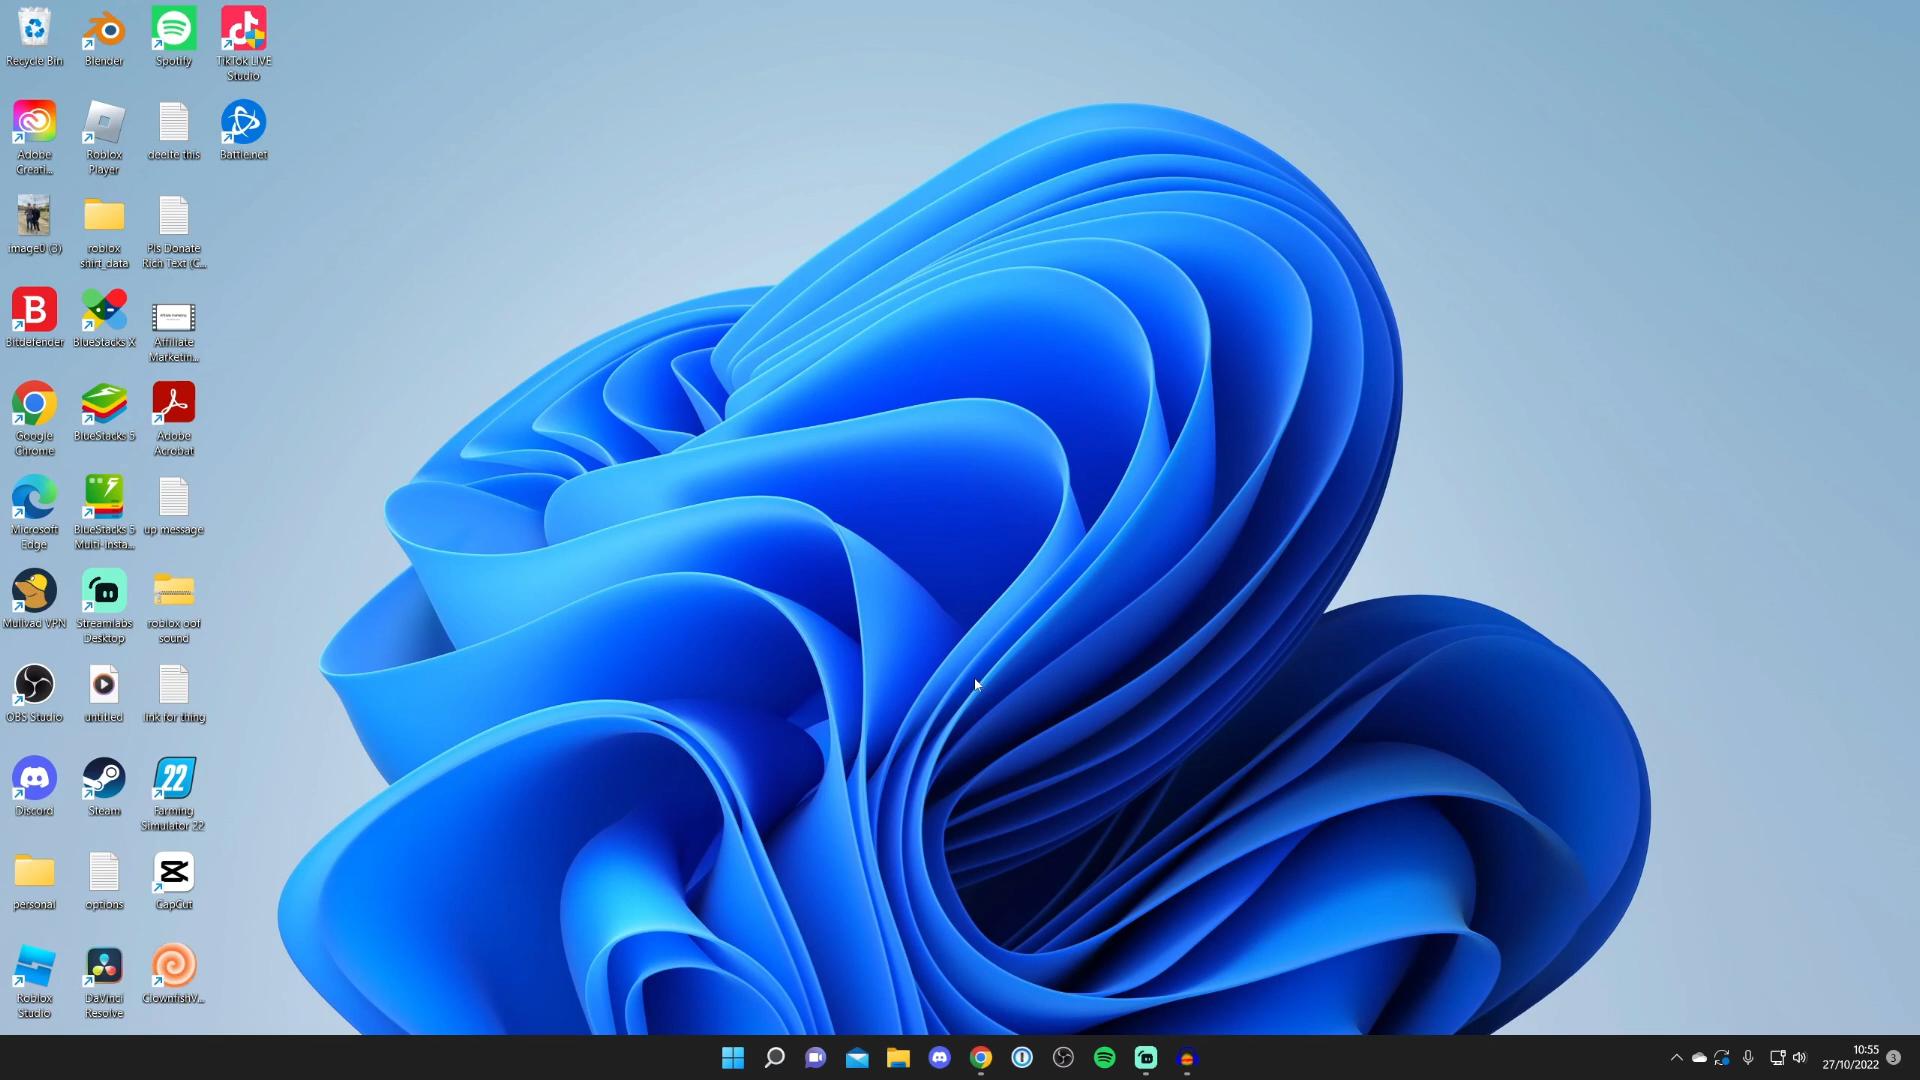 Recycle Bin
Blender
Spotify
TikTok LIVE
Studio
Adobe
Creati...
Roblox
Player
deelte this
Battle.net
image0 (3)
roblox
shirt_data
Pls Donate
Rich Text (C...
Bitdefender
BlueStacks X
Affiliate
Marketin...
Google
Chrome
BlueStacks 5
Adobe
Acrobat
Microsoft
Edge
BlueStacks 5
Multi-Insta...
up message
Mullvad VPN
Streamlabs
Desktop
roblox oof
sound
OBS Studio
untitled
link for thing
Discord
Steam
22
Farming
Simulator 22
personal
options
CapCut
Roblox
Studio
DaVinci
Resolve
ClownfishV...
10:55
27/10/2022
3